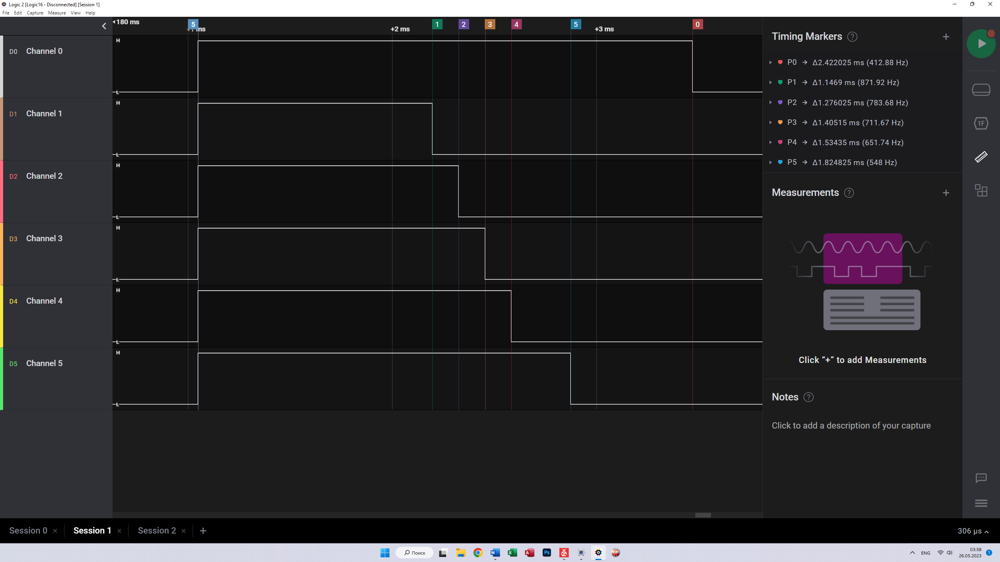 Logic 2 [Logic16 - Disconnected] [Session 1]
File Edit Capture Measure View Help
180 ms
5 1 2 3 4 5 0
ms +2 ms +3 ms
Timing Markers ?
H
D0 Channel 0
L
H
D1 Channel 1
L
H
D2 Channel 2
L
H
D3 Channel 3
L
H
D4 Channel 4
L
H
D5 Channel 5
L
P0 → Δ2.422025 ms (412.88 Hz)
P1 → Δ1.1469 ms (871.92 Hz)
P2 → Δ1.276025 ms (783.68 Hz)
P3 → Δ1.40515 ms (711.67 Hz)
P4 → Δ1.53435 ms (651.74 Hz)
P5 → Δ1.824825 ms (548 Hz)
1F
Measurements ?
Click “+” to add Measurements
Notes ?
Click to add a description of your capture
Session 0 × Session 1 × Session 2 × +
306 µs
Поиск
W X A Ps
ENG
03:58
26.05.2023
1